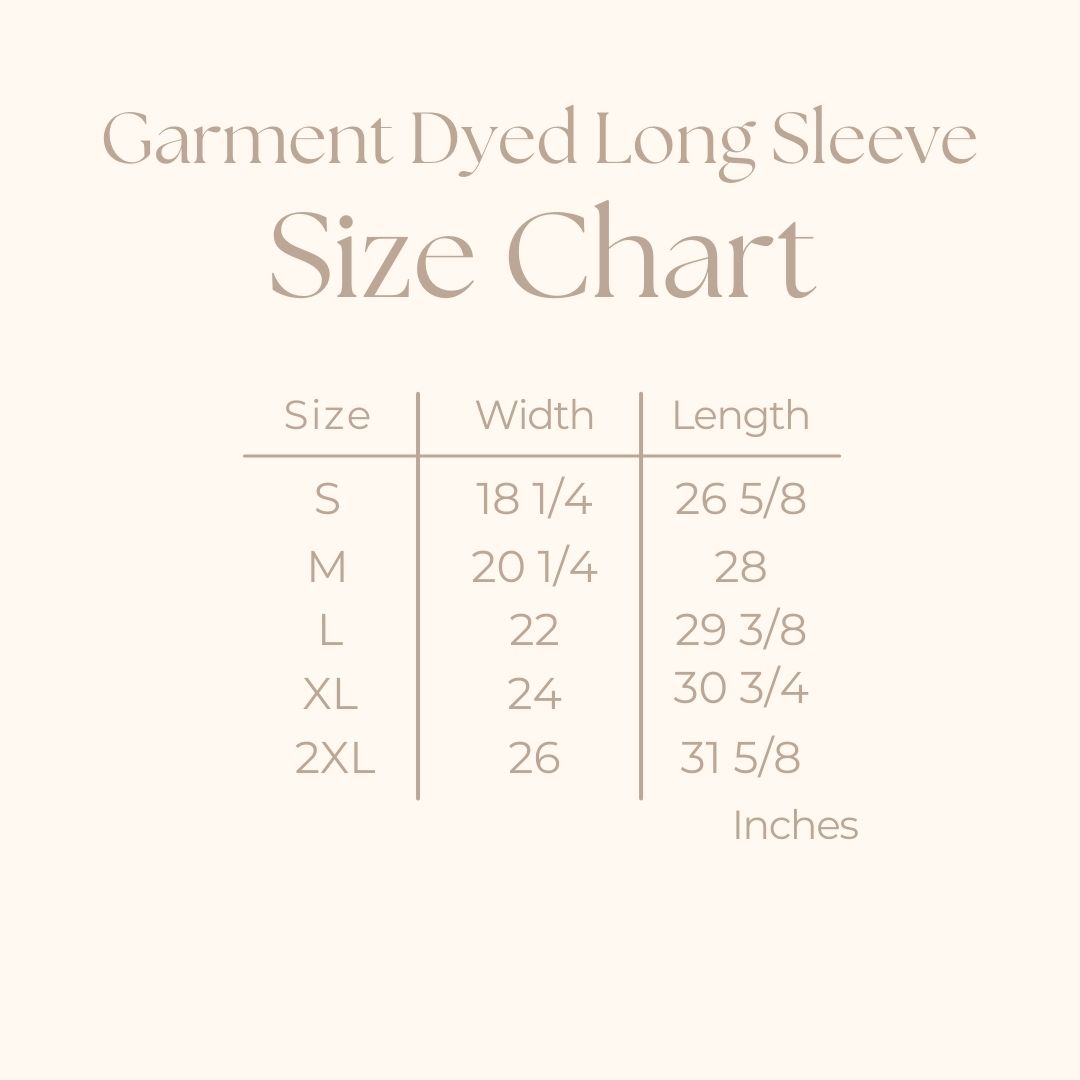 Garment Dyed Long Sleeve
Size Chart
Size Width Length
S 18 1/4 26 5/8
M 20 1/4 28
L 22 29 3/8
XL 24 30 3/4
2XL 26 31 5/8
Inches